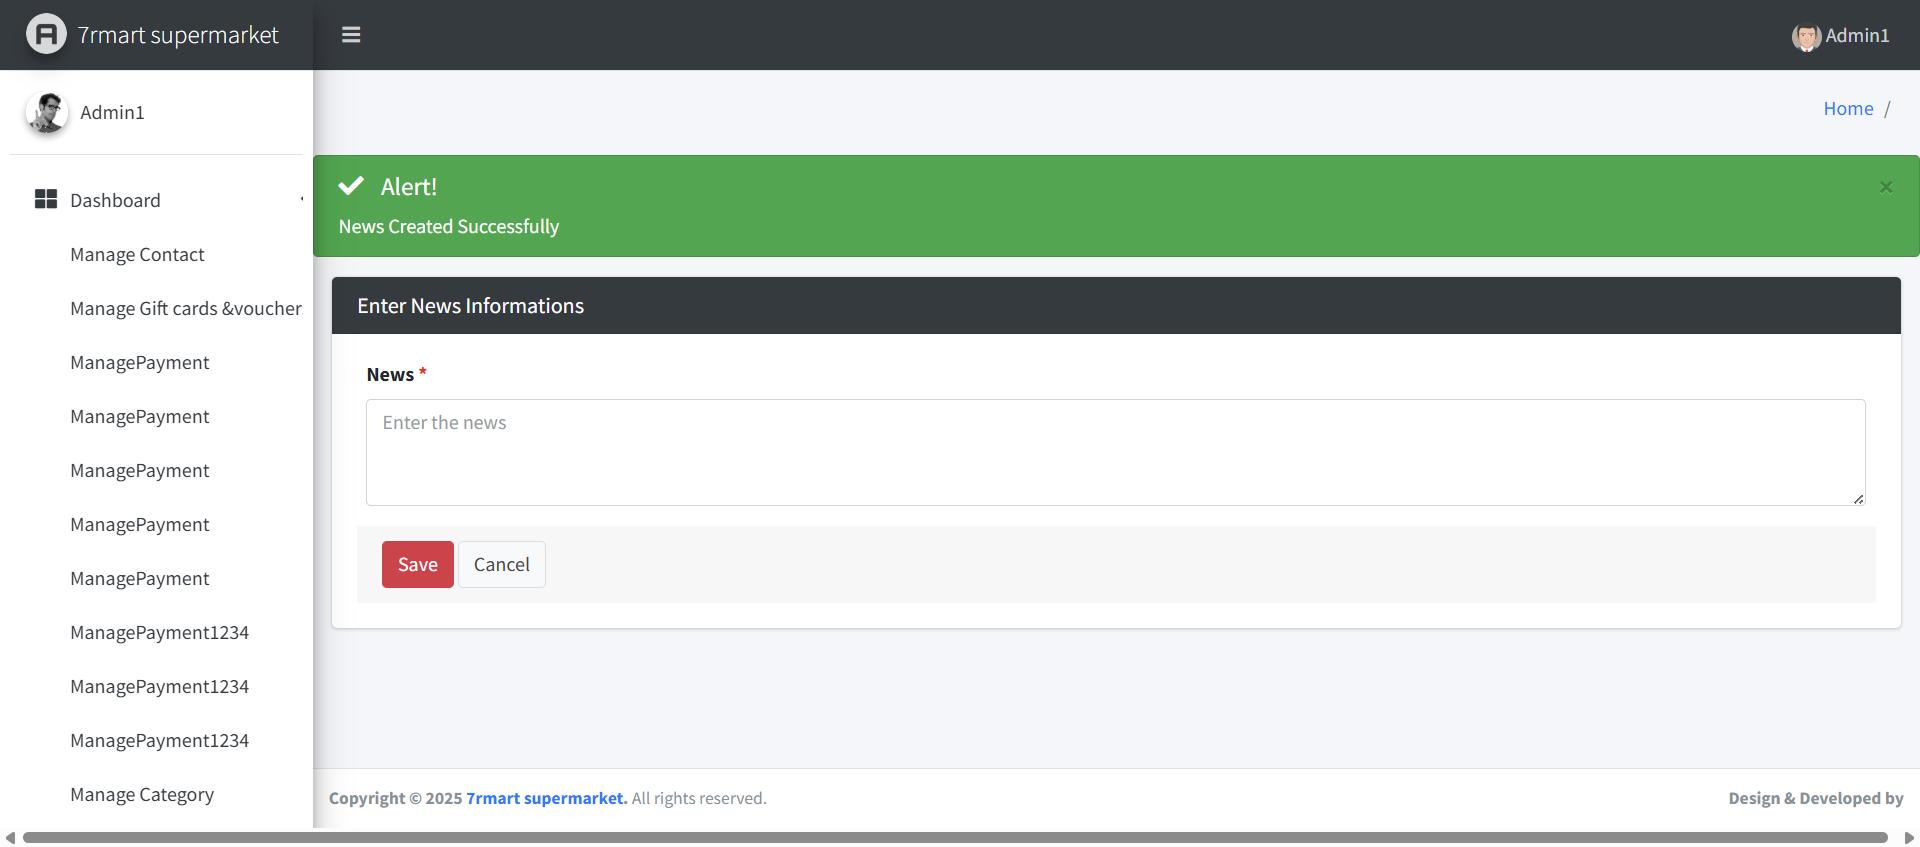 7rmart supermarket
Admin1
Admin1
Home /
Dashboard
Manage Contact
Manage Gift cards &voucher
ManagePayment
ManagePayment
ManagePayment
ManagePayment
ManagePayment
ManagePayment1234
ManagePayment1234
ManagePayment1234
Manage Category
Alert!
×
News Created Successfully
Enter News Informations
News *
Enter the news
Save
Cancel
Copyright © 2025 7rmart supermarket. All rights reserved.
Design & Developed by